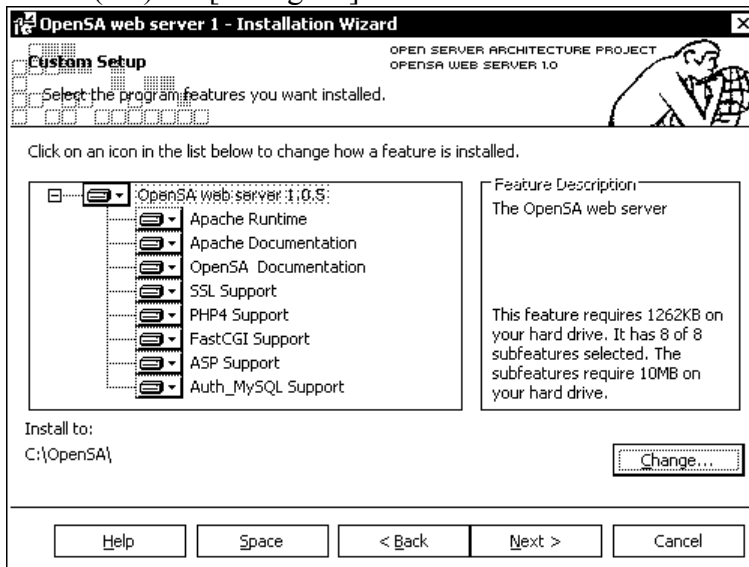 OpenSA web server 1 - Installation Wizard
OPEN SERVER ARCHITECTURE PROJECT
OPENSA WEB SERVER 1.0
Custom Setup
Select the program features you want installed.
Click on an icon in the list below to change how a feature is installed.
OpenSA web server 1.0.5
Apache Runtime
Apache Documentation
OpenSA Documentation
SSL Support
PHP4 Support
FastCGI Support
ASP Support
Auth_MySQL Support
Feature Description
The OpenSA web server
This feature requires 1262KB on
your hard drive. It has 8 of 8
subfeatures selected. The
subfeatures require 10MB on
your hard drive.
Install to:
C:\OpenSA\
Change...
Help
Space
< Back
Next >
Cancel